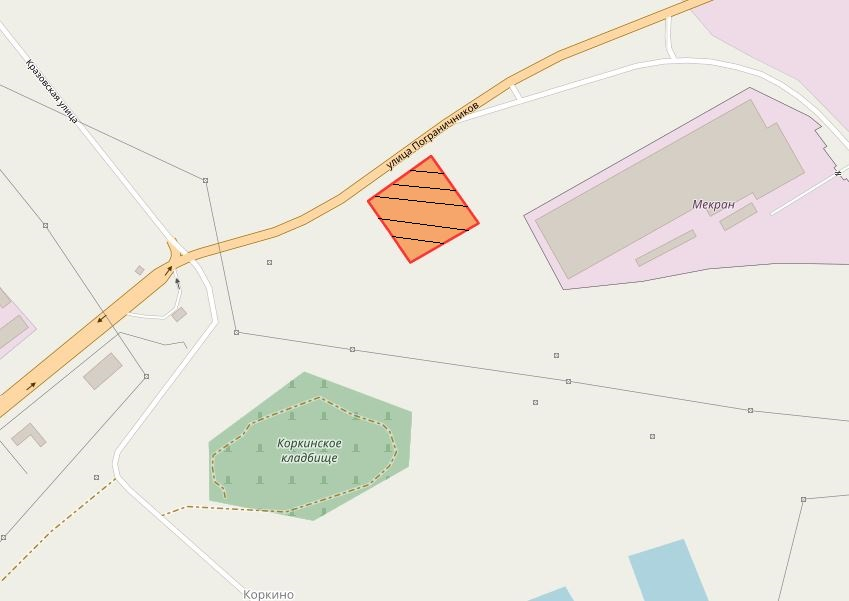 Кразовская улица
улица Пограничников
Мекран
Коркинское
кладбище
Коркино